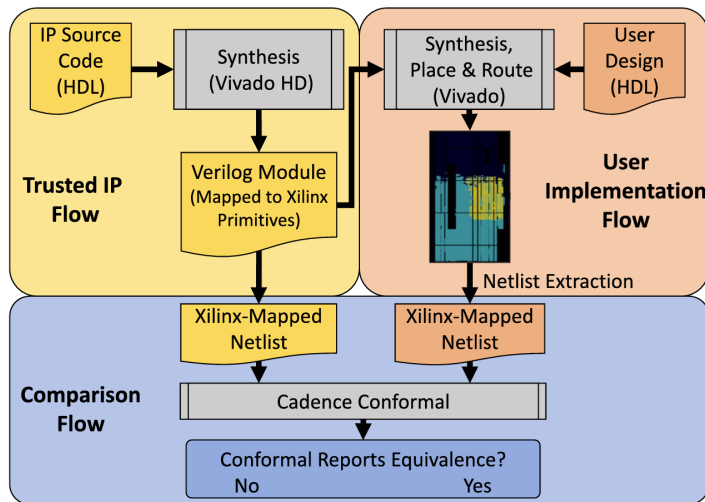 IP Source
Code
(HDL)
Synthesis
(Vivado HD)
Synthesis,
Place & Route
(Vivado)
User
Design
(HDL)
Trusted IP
Flow
Verilog Module
(Mapped to Xilinx
Primitives)
User
Implementation
Flow
Netlist Extraction
Xilinx-Mapped
Netlist
Xilinx-Mapped
Netlist
Comparison
Flow
Cadence Conformal
Conformal Reports Equivalence?
No Yes